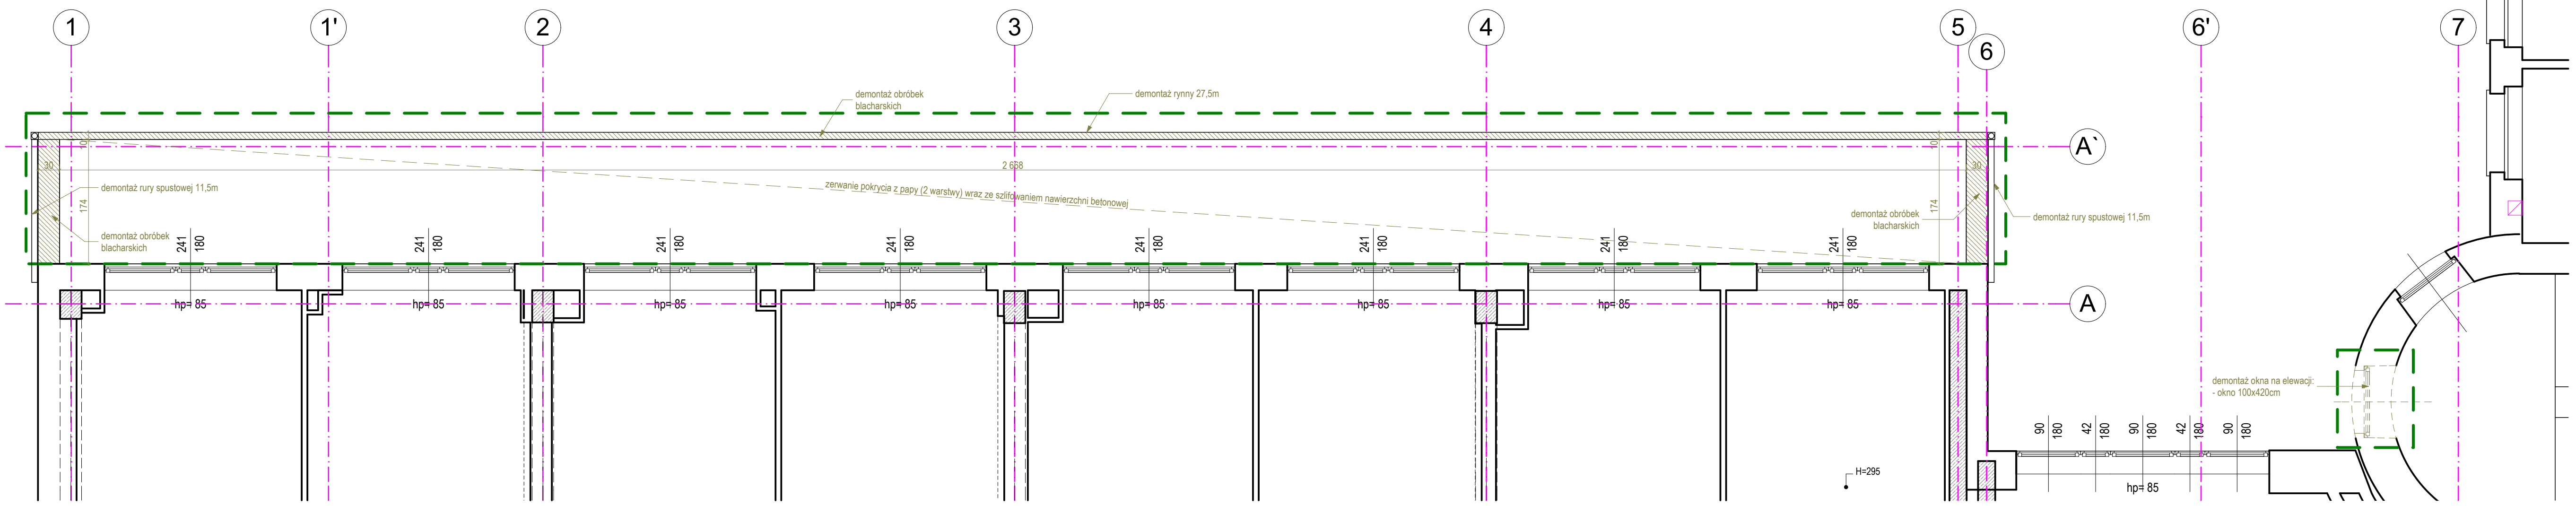 1
1'
2
3
4
5
6
6'
7
demontaż obróbek
blacharskich
demontaż rynny 27,5m
A`
10
30
2 668
10
30
demontaż rury spustowej 11,5m
174
zerwanie pokrycia z papy (2 warstwy) wraz ze szlifowaniem nawierzchni betonowej
174
demontaż obróbek
blacharskich
demontaż rury spustowej 11,5m
demontaż obróbek
blacharskich
241
180
241
180
241
180
241
180
241
180
241
180
241
180
241
180
hp= 85
hp= 85
hp= 85
hp= 85
hp= 85
hp= 85
hp= 85
hp= 85
A
demontaż okna na elewacji:
- okno 100x420cm
90
180
42
180
90
180
42
180
90
180
H=295
hp= 85